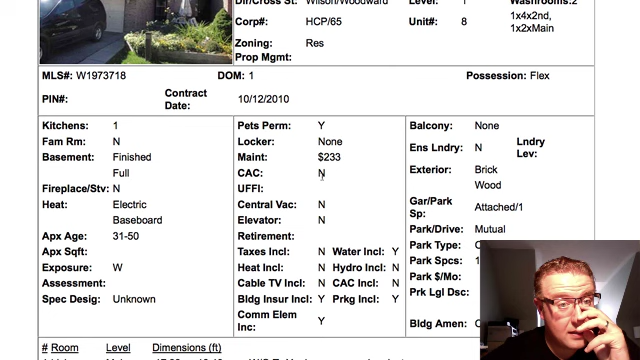 Dir/Cross St: Wilson/Woodward Level: 1 Washrooms:2
Corp#: HCP/65 Unit#: 8 1x4x2nd,
1x2xMain
Zoning: Res
Prop Mgmt:
MLS#: W1973718 DOM: 1 Possession: Flex
PIN#: Contract Date: 10/12/2010
Kitchens: 1 Pets Perm: Y Balcony: None
Fam Rm: N Locker: None Ens Lndry: N Lndry Lev:
Basement: Finished Maint: $233
Full CAC: N Exterior: Brick
Fireplace/Stv: N UFFI: Wood
Heat: Electric Central Vac: N Gar/Park Sp: Attached/1
Baseboard Elevator: N
Apx Age: 31-50 Retirement: Park/Drive: Mutual
Apx Sqft: Taxes Incl: N Water Incl: Y Park Type:
Exposure: W Heat Incl: N Hydro Incl: N Park Spcs: 1
Assessment: Cable TV Incl: N CAC Incl: N Park $/Mo:
Spec Desig: Unknown Bldg Insur Incl: Y Prkg Incl: Y Prk Lgl Desc:
Comm Elem Inc: Y Bldg Amen:
# Room Level Dimensions (ft)